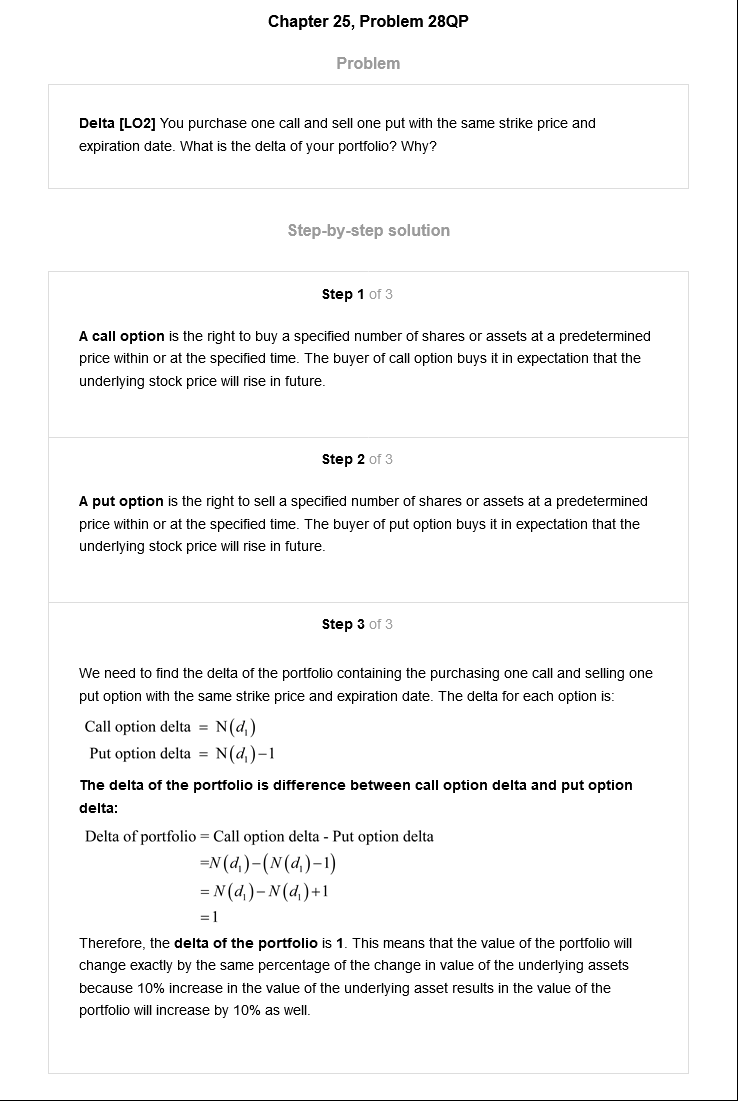 Chapter 25, Problem 28QP
Problem
Delta [LO2] You purchase one call and sell one put with the same strike price and
expiration date. What is the delta of your portfolio? Why?
Step-by-step solution
Step 1 of 3
A call option is the right to buy a specified number of shares or assets at a predetermined
price within or at the specified time. The buyer of call option buys it in expectation that the
underlying stock price will rise in future.
Step 2 of 3
A put option is the right to sell a specified number of shares or assets at a predetermined
price within or at the specified time. The buyer of put option buys it in expectation that the
underlying stock price will rise in future.
Step 3 of 3
We need to find the delta of the portfolio containing the purchasing one call and selling one
put option with the same strike price and expiration date. The delta for each option is:
Call option delta = N(d₁)
Put option delta = N(d₁)−1
The delta of the portfolio is difference between call option delta and put option
delta:
Delta of portfolio = Call option delta - Put option delta
=N(d₁)−(N(d₁)−1)
= N(d₁)−N(d₁)+1
=1
Therefore, the delta of the portfolio is 1. This means that the value of the portfolio will
change exactly by the same percentage of the change in value of the underlying assets
because 10% increase in the value of the underlying asset results in the value of the
portfolio will increase by 10% as well.